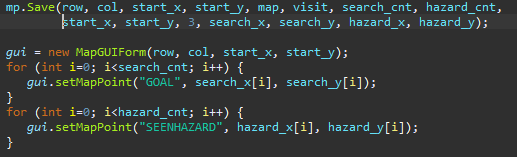 mp.Save(row, col, start_x, start_y, map, visit, search_cnt, hazard_cnt,
start_x, start_y, 3, search_x, search_y, hazard_x, hazard_y);
gui = new MapGUIForm(row, col, start_x, start_y);
for (int i=0; i<search_cnt; i++) {
gui.setMapPoint("GOAL", search_x[i], search_y[i]);
}
for (int i=0; i<hazard_cnt; i++) {
gui.setMapPoint("SEENHAZARD", hazard_x[i], hazard_y[i]);
}